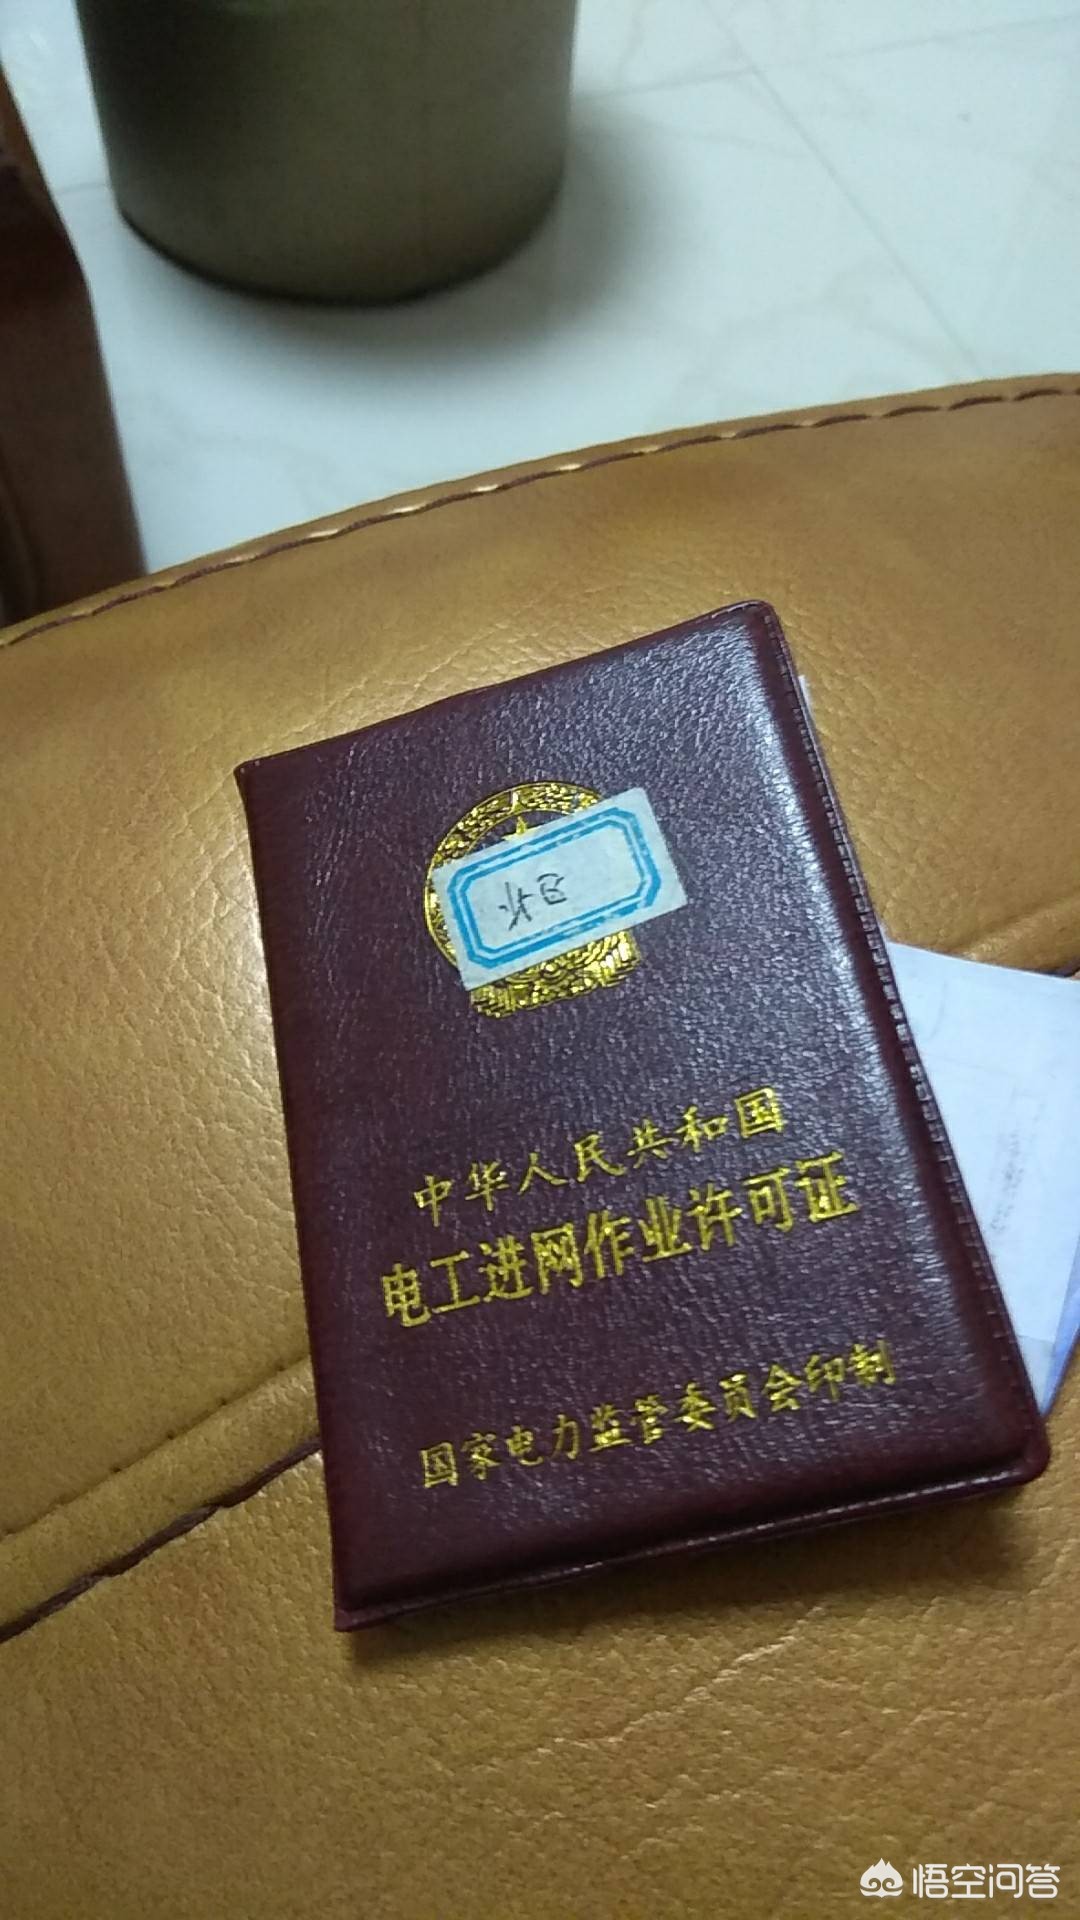 中华人民共和国
电工进网作业许可证
国家电力监管委员会印制
悟空问答